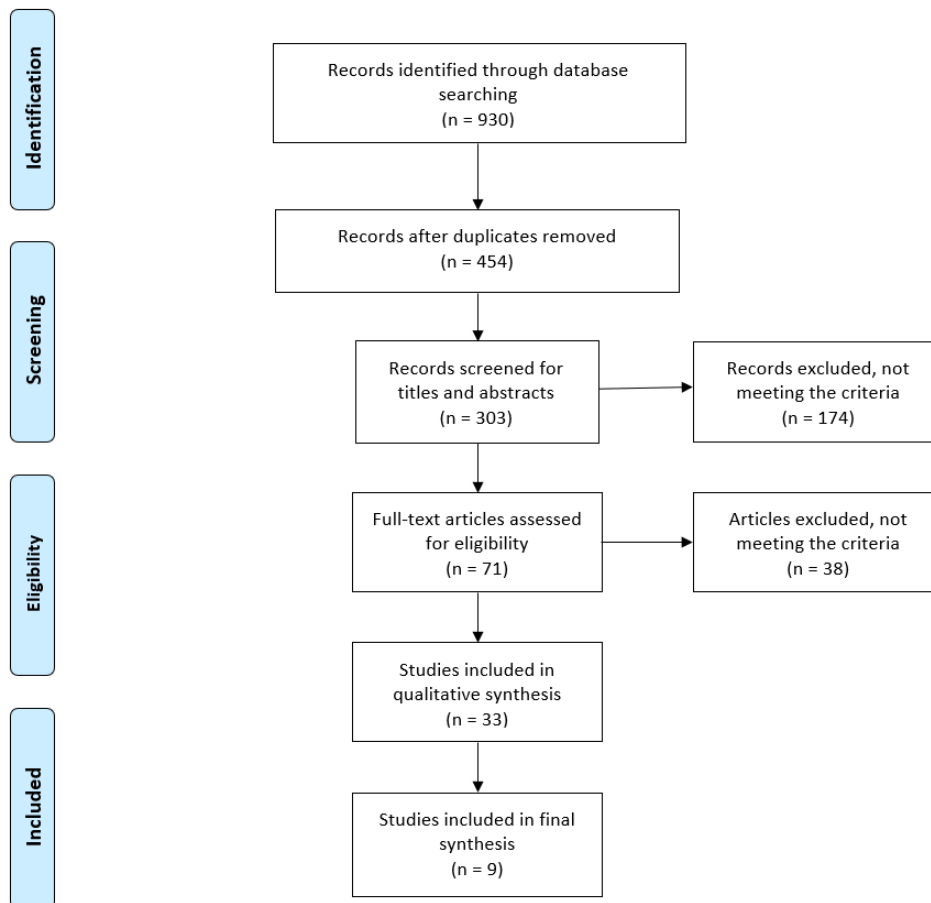 Identification
Records identified through database
searching
(n = 930)
Records after duplicates removed
(n = 454)
Screening
Records screened for
titles and abstracts
(n = 303)
Records excluded, not
meeting the criteria
(n = 174)
Eligibility
Full-text articles assessed
for eligibility
(n = 71)
Articles excluded, not
meeting the criteria
(n = 38)
Studies included in
qualitative synthesis
(n = 33)
Included
Studies included in final
synthesis
(n = 9)